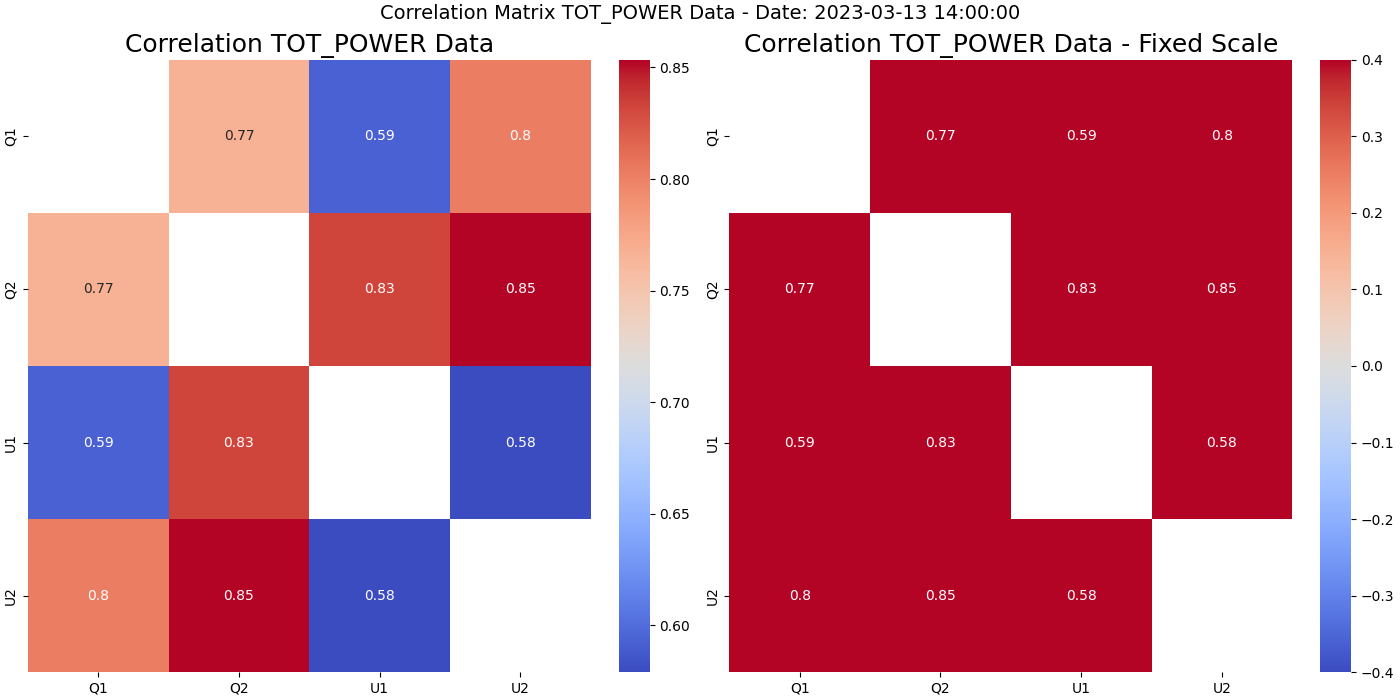 Correlation Matrix TOT_POWER Data - Date: 2023-03-13 14:00:00
Correlation TOT_POWER Data
Q1
0.77
0.59
0.8
Q2
0.77
0.83
0.85
U1
0.59
0.83
0.58
U2
0.8
0.85
0.58
Q1
Q2
U1
U2
0.85
0.80
0.75
0.70
0.65
0.60
Correlation TOT_POWER Data - Fixed Scale
Q1
0.77
0.59
0.8
Q2
0.77
0.83
0.85
U1
0.59
0.83
0.58
U2
0.8
0.85
0.58
Q1
Q2
U1
U2
0.4
0.3
0.2
0.1
0.0
−0.1
−0.2
−0.3
−0.4